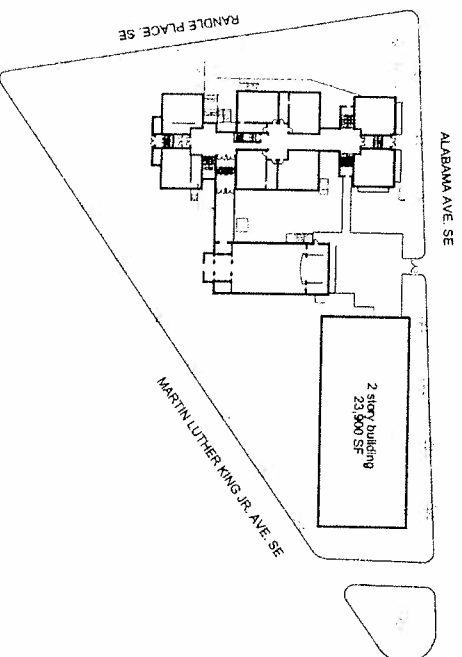 RANDLE PLACE. SE
ALABAMA AVE. SE
2 story building
23,900 SF
MARTIN LUTHER KING JR. AVE. SE